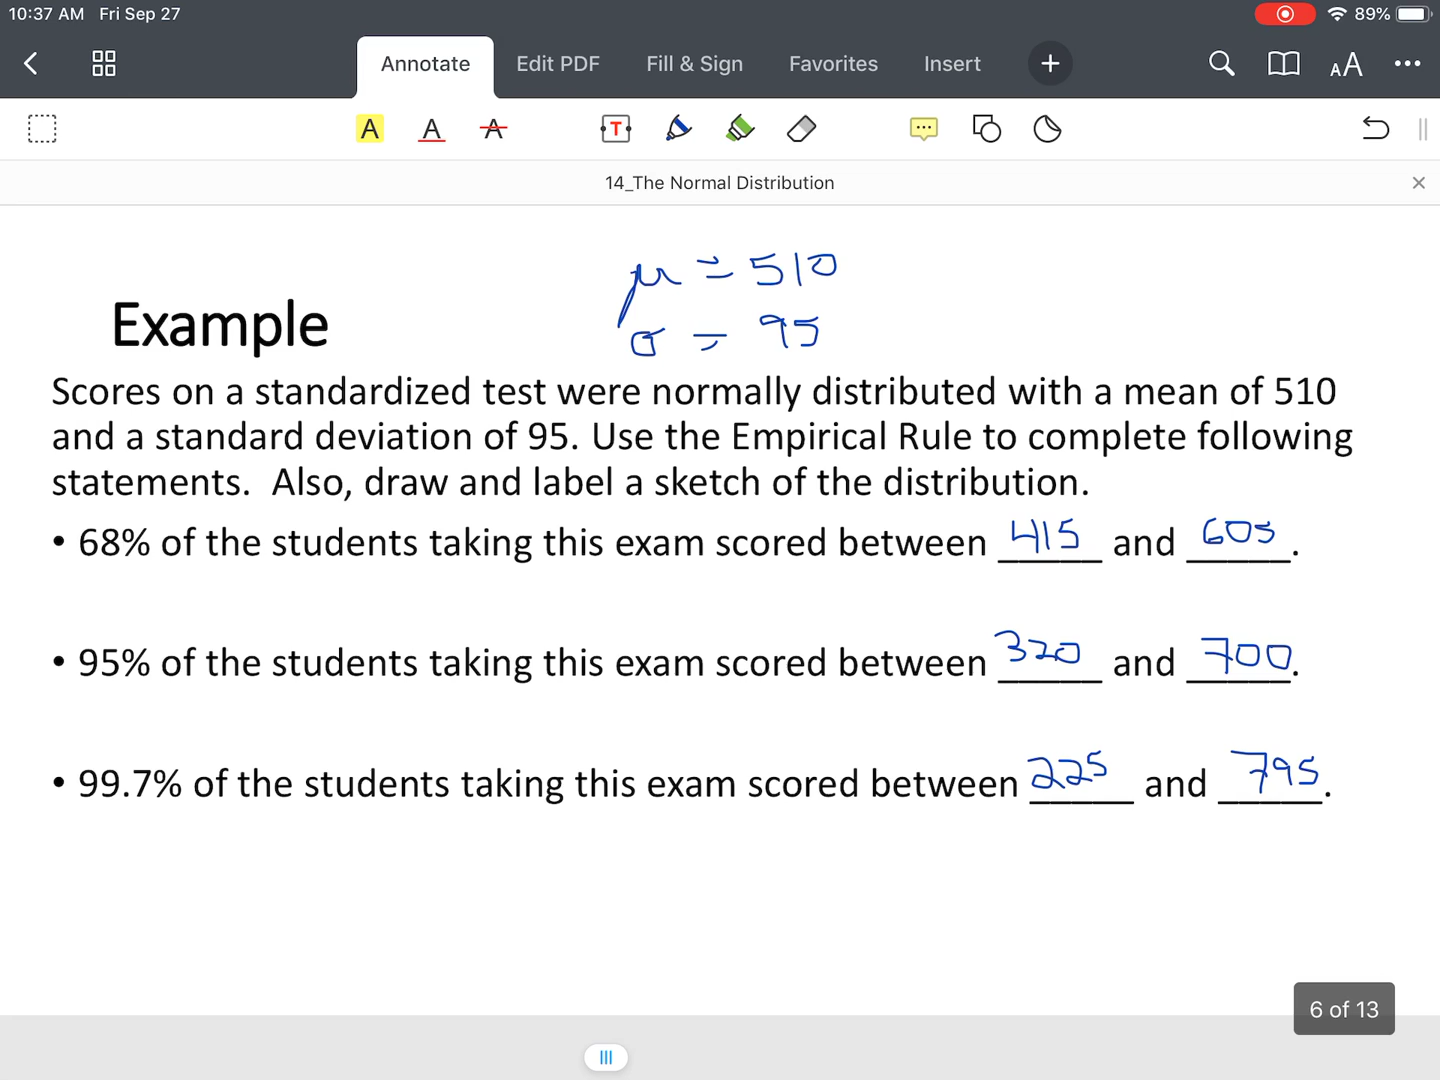 10:37 AM Fri Sep 27 89%
Annotate Edit PDF Fill & Sign Favorites Insert + AA
A A A T
14_The Normal Distribution
μ = 510
Example
σ = 95
Scores on a standardized test were normally distributed with a mean of 510
and a standard deviation of 95. Use the Empirical Rule to complete following
statements. Also, draw and label a sketch of the distribution.
• 68% of the students taking this exam scored between 415 and 605.
• 95% of the students taking this exam scored between 320 and 700.
• 99.7% of the students taking this exam scored between 225 and 795.
6 of 13